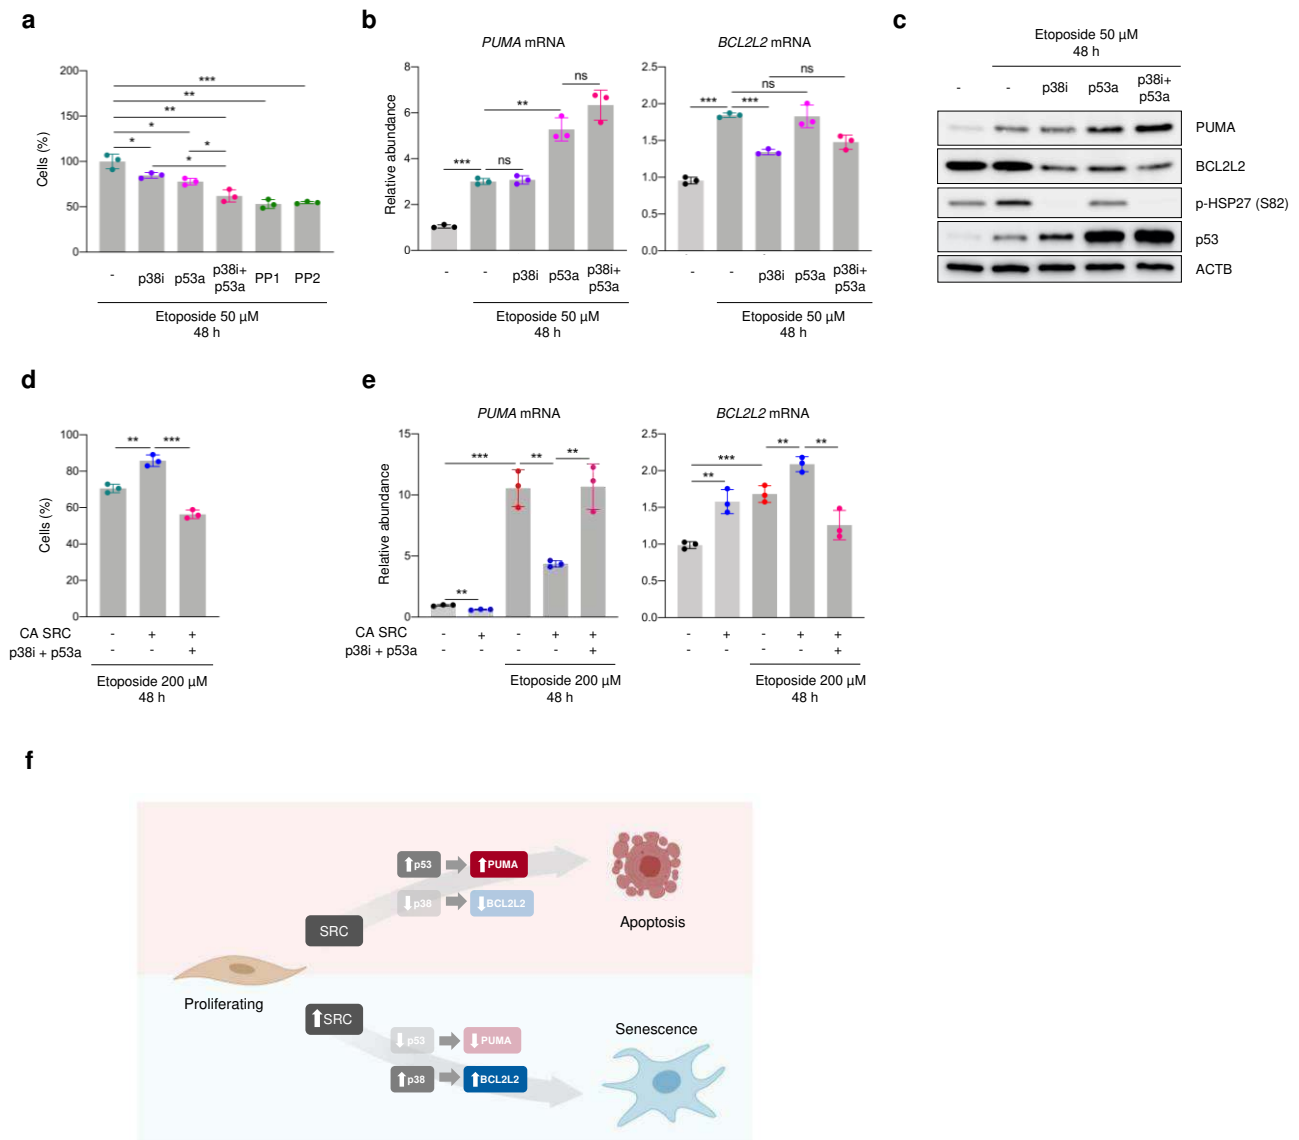 a
Cells (%)
200
150
100
50
0
***
**
**
*
*
*
*
- p38i p53a p38i+ p53a PP1 PP2
Etoposide 50 μM
48 h
b
PUMA mRNA
Relative abundance
8
6
4
2
0
***
ns
**
ns
- - p38i p53a p38i+ p53a
Etoposide 50 μM
48 h
BCL2L2 mRNA
2.5
2.0
1.5
1.0
0.5
0.0
ns
ns
*** ***
- - p38i p53a p38i+ p53a
Etoposide 50 μM
48 h
c
Etoposide 50 μM
48 h
- - p38i p53a p38i+ p53a
PUMA
BCL2L2
p-HSP27 (S82)
p53
ACTB
d
Cells (%)
100
80
60
40
20
0
** ***
CA SRC - + +
p38i + p53a - - +
Etoposide 200 μM
48 h
e
PUMA mRNA
Relative abundance
15
10
5
0
**
*** ** **
CA SRC - + - + +
p38i + p53a - - - - +
Etoposide 200 μM
48 h
BCL2L2 mRNA
2.5
2.0
1.5
1.0
0.5
0.0
** **
***
**
- + - + +
- - - - +
Etoposide 200 μM
48 h
f
p53 PUMA
p38 BCL2L2
SRC
Apoptosis
Proliferating
SRC
p53 PUMA
p38 BCL2L2
Senescence